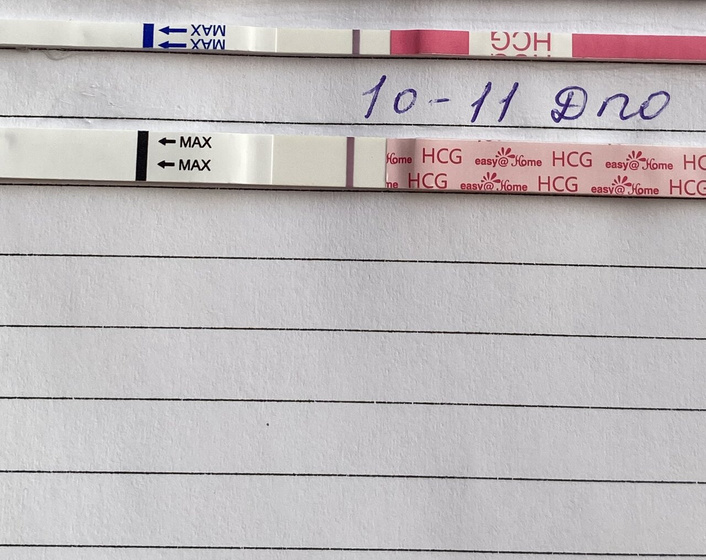 ← MAX HCG
← MAX HCG
10-11 Дпо
← MAX Home HCG easy@Home HCG easy@Home HC
← MAX me HCG easy@Home HCG easy@Home HCG